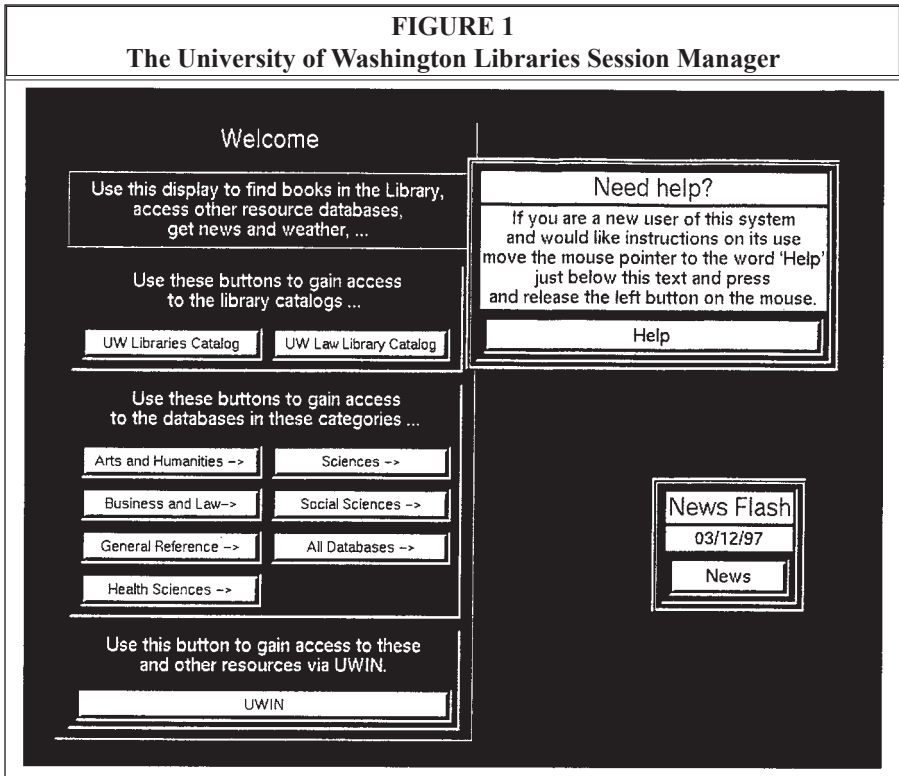 FIGURE 1
The University of Washington Libraries Session Manager
Welcome
Use this display to find books in the Library,
access other resource databases,
get news and weather, ...
Use these buttons to gain access
to the library catalogs ...
UW Libraries Catalog
UW Law Library Catalog
Use these buttons to gain access
to the databases in these categories ...
Arts and Humanities -->
Sciences -->
Business and Law-->
Social Sciences -->
General Reference -->
All Databases -->
Health Sciences -->
Use this button to gain access to these
and other resources via UWIN.
UWIN
Need help?
If you are a new user of this system
and would like instructions on its use
move the mouse pointer to the word 'Help'
just below this text and press
and release the left button on the mouse.
Help
News Flash
03/12/97
News